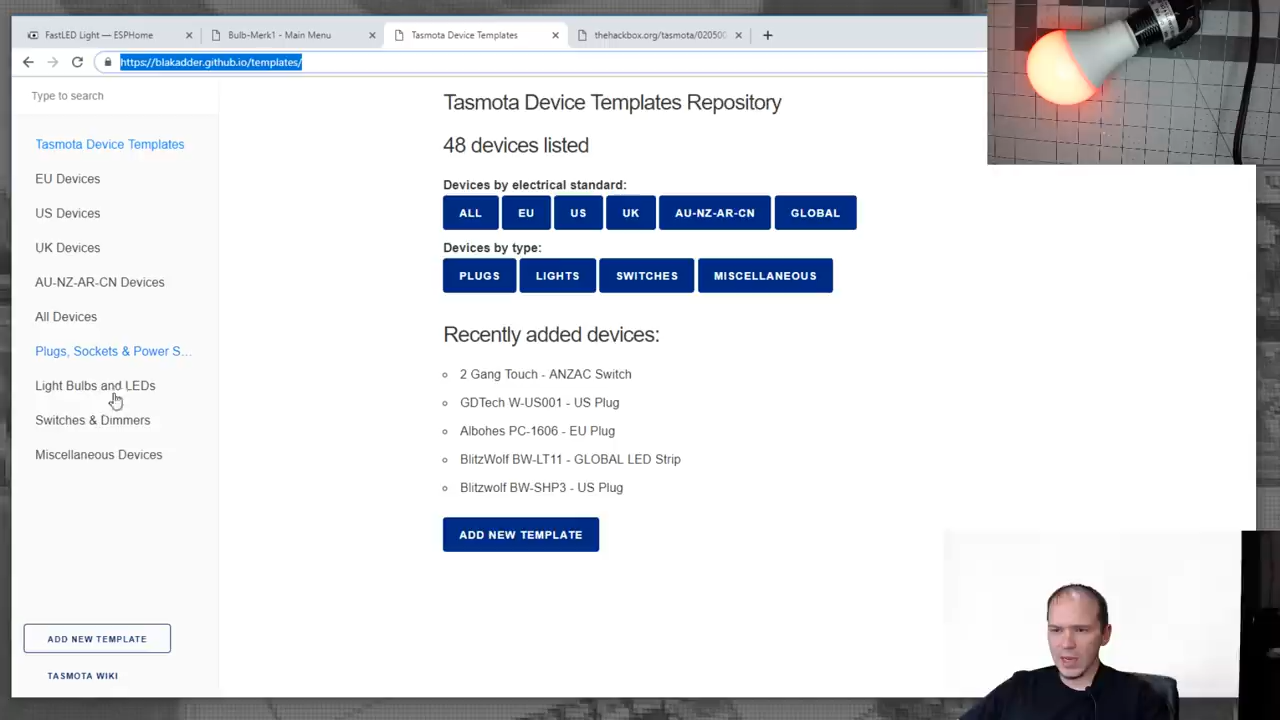 FastLED Light — ESPHome
Bulb-Merk1 - Main Menu
Tasmota Device Templates
thehackbox.org/tasmota/020500
https://blakadder.github.io/templates/
Type to search
Tasmota Device Templates
EU Devices
US Devices
UK Devices
AU-NZ-AR-CN Devices
All Devices
Plugs, Sockets & Power S...
Light Bulbs and LEDs
Switches & Dimmers
Miscellaneous Devices
ADD NEW TEMPLATE
TASMOTA WIKI
Tasmota Device Templates Repository
48 devices listed
Devices by electrical standard:
ALL EU US UK AU-NZ-AR-CN GLOBAL
Devices by type:
PLUGS LIGHTS SWITCHES MISCELLANEOUS
Recently added devices:
2 Gang Touch - ANZAC Switch
GDTech W-US001 - US Plug
Albohes PC-1606 - EU Plug
BlitzWolf BW-LT11 - GLOBAL LED Strip
Blitzwolf BW-SHP3 - US Plug
ADD NEW TEMPLATE